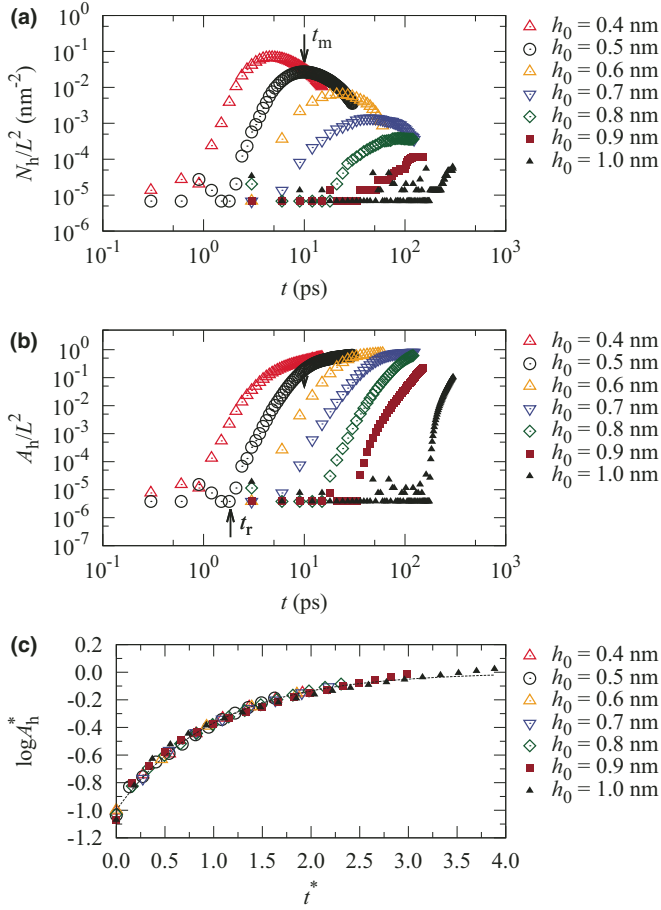 (a)
N_h/L^2 (nm^-2)
10^0
10^-1
10^-2
10^-3
10^-4
10^-5
10^-6
t_m
10^-1 10^0 10^1 10^2 10^3
t (ps)
h_0 = 0.4 nm
h_0 = 0.5 nm
h_0 = 0.6 nm
h_0 = 0.7 nm
h_0 = 0.8 nm
h_0 = 0.9 nm
h_0 = 1.0 nm
(b)
A_h/L^2
10^0
10^-1
10^-2
10^-3
10^-4
10^-5
10^-6
10^-7
t_r
10^-1 10^0 10^1 10^2 10^3
t (ps)
h_0 = 0.4 nm
h_0 = 0.5 nm
h_0 = 0.6 nm
h_0 = 0.7 nm
h_0 = 0.8 nm
h_0 = 0.9 nm
h_0 = 1.0 nm
(c)
logA_h^*
0.2
0.0
-0.2
-0.4
-0.6
-0.8
-1.0
-1.2
0.0 0.5 1.0 1.5 2.0 2.5 3.0 3.5 4.0
t^*
h_0 = 0.4 nm
h_0 = 0.5 nm
h_0 = 0.6 nm
h_0 = 0.7 nm
h_0 = 0.8 nm
h_0 = 0.9 nm
h_0 = 1.0 nm